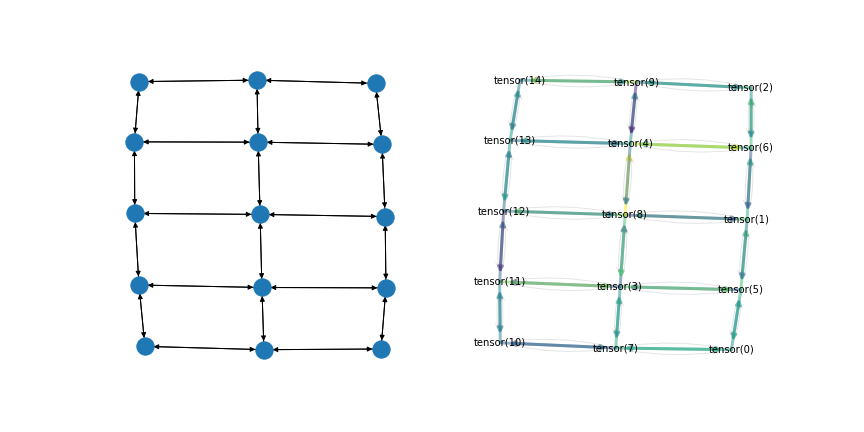 tensor(14) tensor(9) tensor(2)
tensor(13) tensor(4) tensor(6)
tensor(12) tensor(8) tensor(1)
tensor(11) tensor(3) tensor(5)
tensor(10) tensor(7) tensor(0)